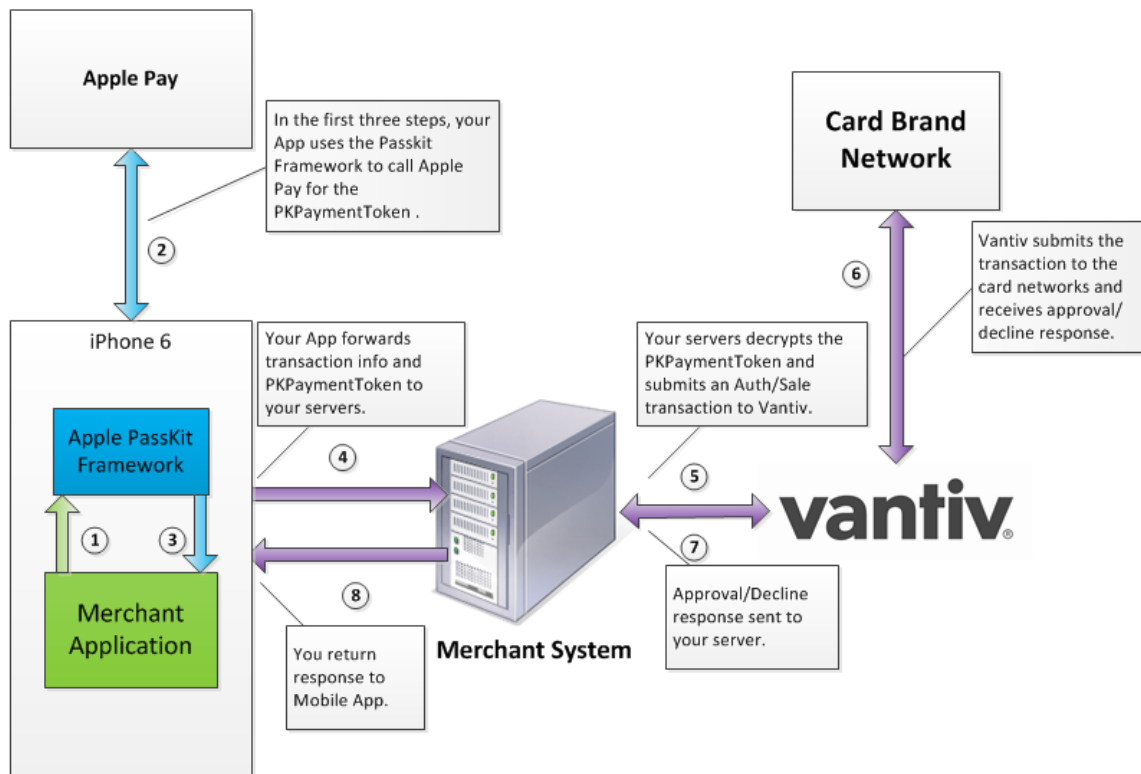 Apple Pay
In the first three steps, your
App uses the Passkit
Framework to call Apple
Pay for the
PKPaymentToken .
Card Brand
Network
2
6
Vantiv submits the
transaction to the
card networks and
receives approval/
decline response.
iPhone 6
Your App forwards
transaction info and
PKPaymentToken to
your servers.
Your servers decrypts the
PKPaymentToken and
submits an Auth/Sale
transaction to Vantiv.
Apple PassKit
Framework
4
5
vantiv®
1
3
7
Merchant
Application
8
Merchant System
Approval/Decline
response sent to
your server.
You return
response to
Mobile App.